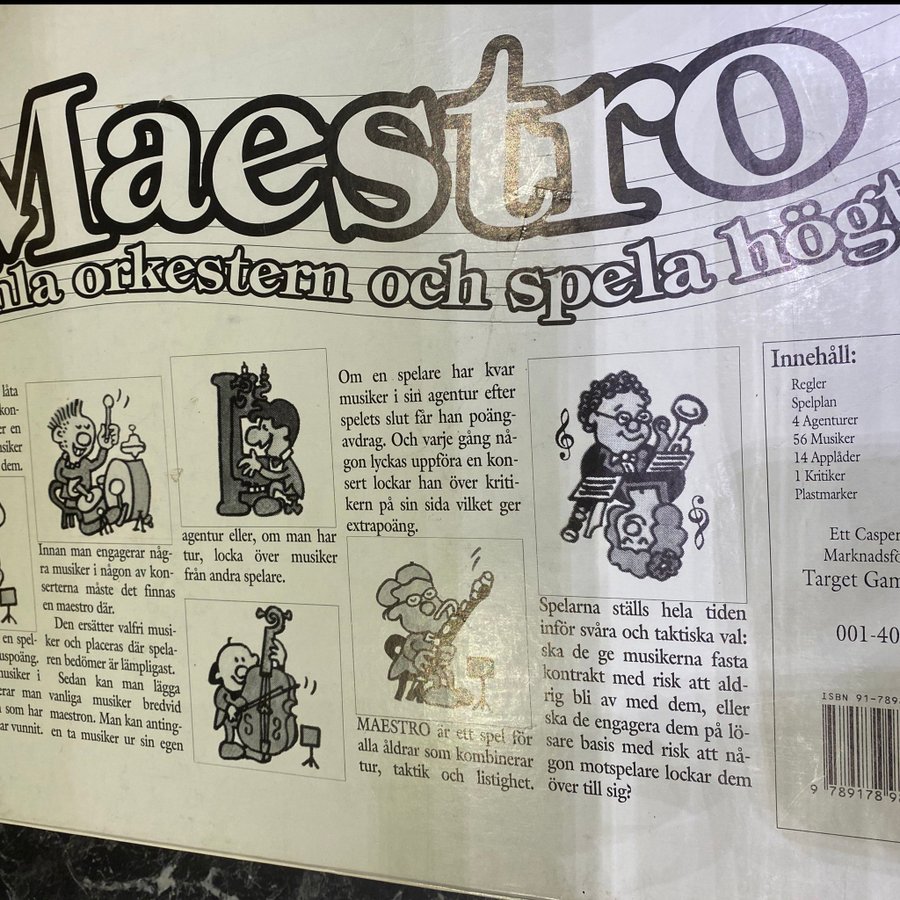 Maestro
orkestern och spela högt
låta
en
dem.
en spel-
musiker i
som har
vunnit.
Innan man engagerar någ-
ra musiker i någon av kon-
serterna måste det finnas
en maestro där.
Den ersätter valfri musi-
ker och placeras där spela-
ren bedömer är lämpligast.
Sedan kan man lägga
vanliga musiker bredvid
maestron. Man kan anting-
en ta musiker ur sin egen
agentur eller, om man har
tur, locka över musiker
från andra spelare.
Om en spelare har kvar
musiker i sin agentur efter
spelets slut får han poäng-
avdrag. Och varje gång nå-
gon lyckas uppföra en kon-
sert lockar han över kriti-
kern på sin sida vilket ger
extrapoäng.
MAESTRO är ett spel för
alla åldrar som kombinerar
tur, taktik och listighet.
Spelarna ställs hela tiden
inför svåra och taktiska val:
ska de ge musikerna fasta
kontrakt med risk att ald-
rig bli av med dem, eller
ska de engagera dem på lö-
sare basis med risk att nå-
gon motspelare lockar dem
över till sig?
Innehåll:
Regler
Spelplan
4 Agenturer
56 Musiker
14 Applåder
1 Kritiker
Plastmarker
Ett Casper
Marknadsfö
Target Gam
001-40
ISBN 91-789
9 789178 9